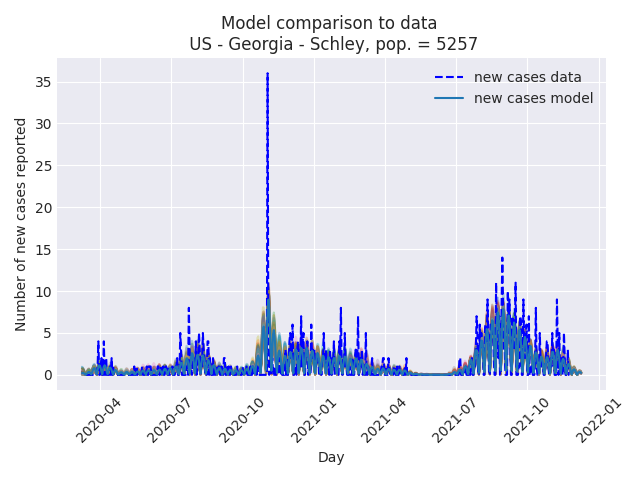 Model comparison to data
US - Georgia - Schley, pop. = 5257
new cases data
new cases model
Number of new cases reported
35
30
25
20
15
10
5
0
2020-04
2020-07
2020-10
2021-01
2021-04
2021-07
2021-10
2022-01
Day